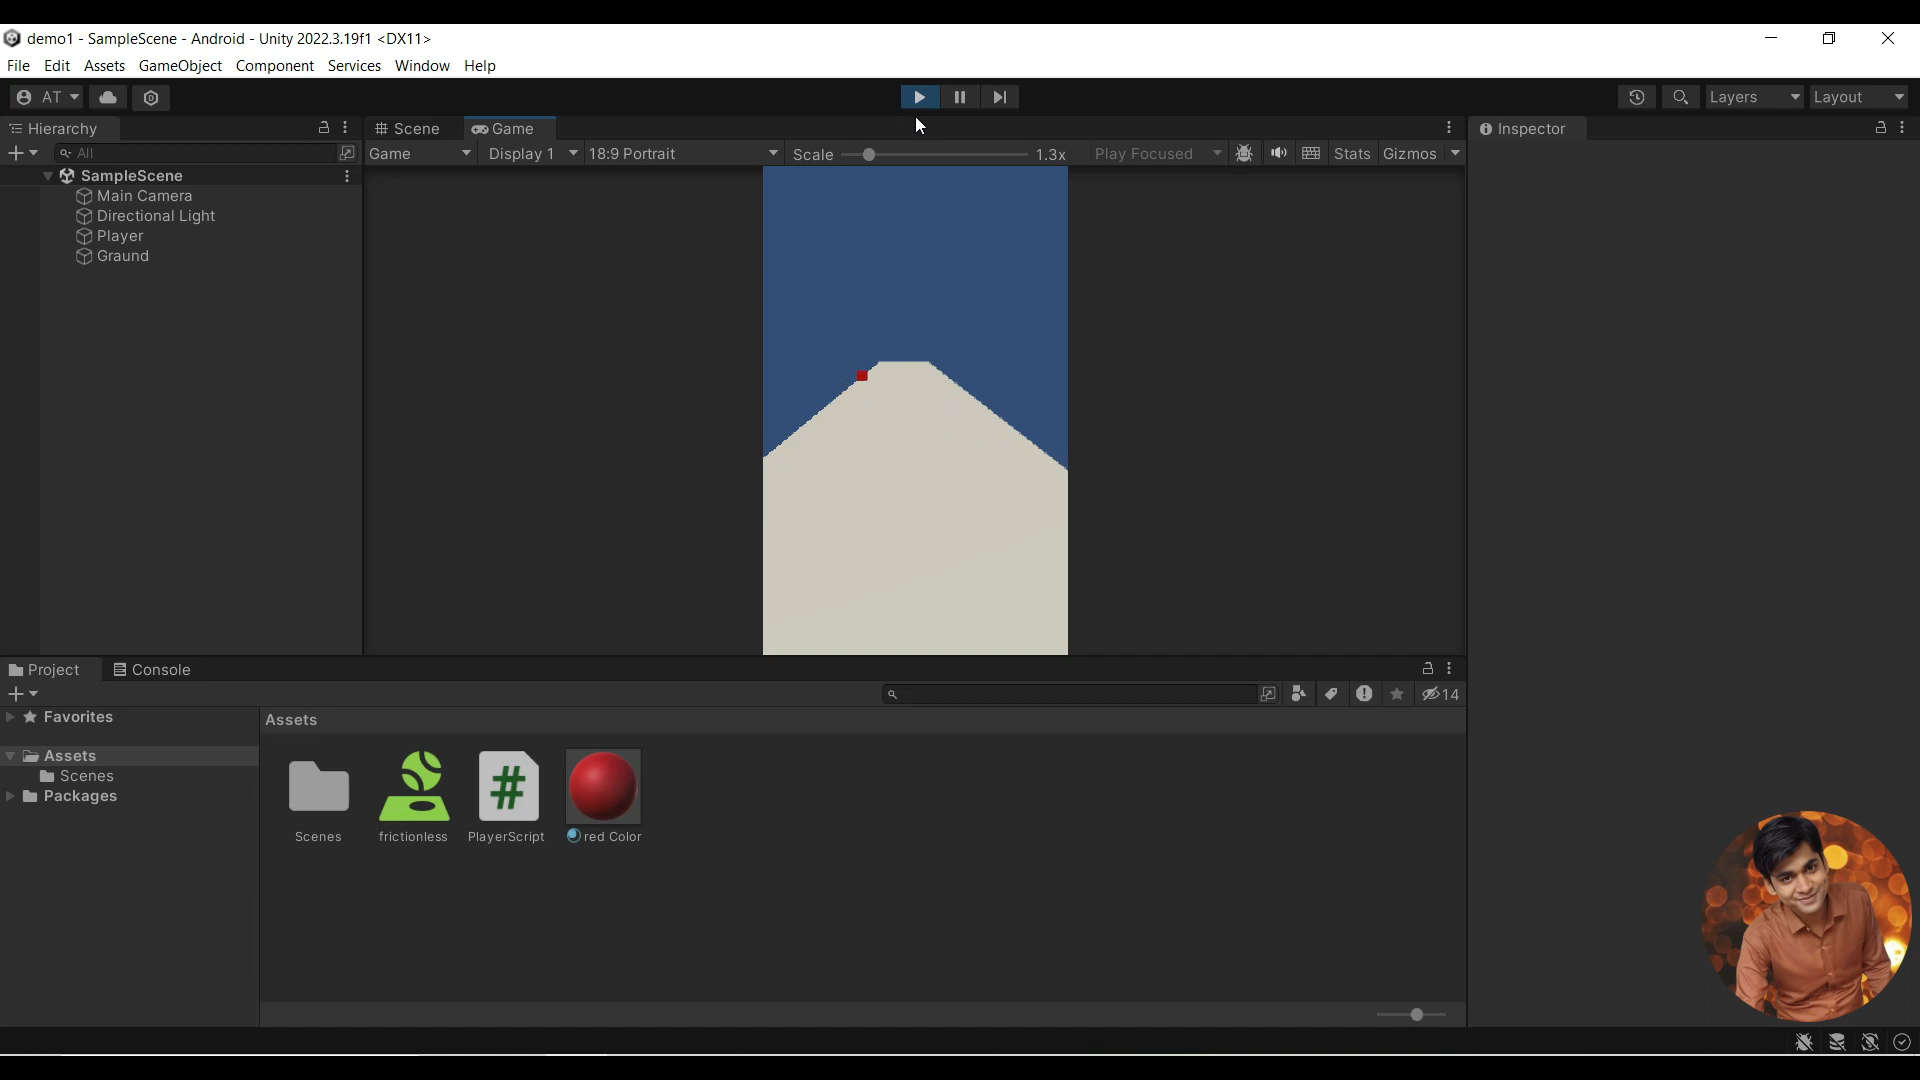 demo1 - SampleScene - Android - Unity 2022.3.19f1 <DX11>
File Edit Assets GameObject Component Services Window Help
AT Layers Layout
Hierarchy Scene Game Inspector
All Game Display 1 18:9 Portrait Scale 1.3x Play Focused Stats Gizmos
SampleScene
Main Camera
Directional Light
Player
Graund
Project Console
14
Favorites
Assets
Assets
Scenes
Packages
Scenes frictionless PlayerScript red Color